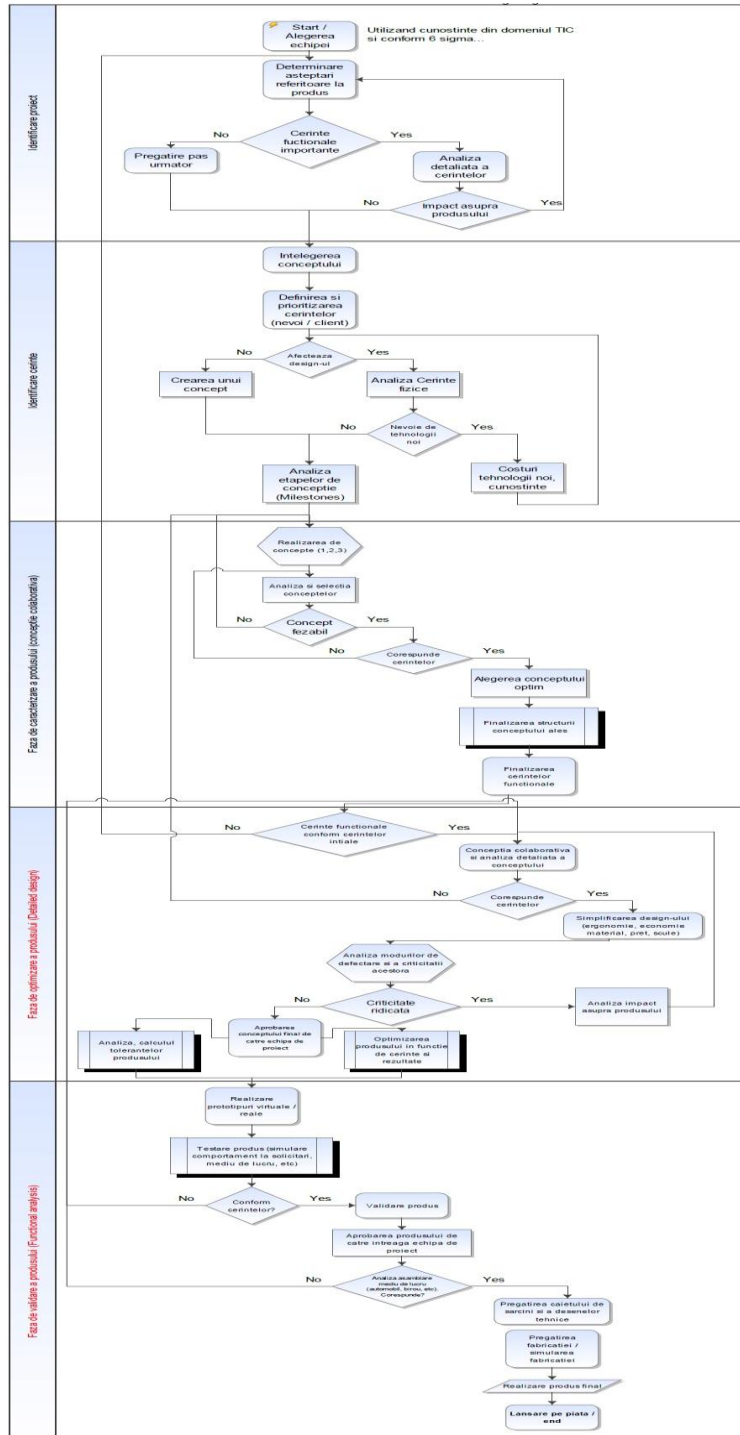 Start /
Alegerea
echipei
Utilizand cunostinte din domeniul TIC
si conform 6 sigma...
Determinare
asteptari
referitoare la
produs
Identificare proiect
No
Cerinte
fuctionale
importante
Yes
Pregatire pas
urmator
Analiza
detaliata a
cerintelor
No
Impact asupra
produsului
Yes
Intelegerea
conceptului
Definirea si
prioritizarea
cerintelor
(nevoi / client)
Identificare cerinte
No
Afecteaza
design-ul
Yes
Crearea unui
concept
Analiza Cerinte
fizice
No
Nevoie de
tehnologii
noi
Yes
Analiza
etapelor de
conceptie
(Milestones)
Costuri
tehnologii noi,
cunostinte
Faza de caracterizare a produsului (conceptie colaborativa)
Realizarea de
concepte (1,2,3)
Analiza si selectia
conceptelor
No
Concept
fezabil
Yes
No
Corespunde
cerintelor
Yes
Alegerea conceptului
optim
Finalizarea structurii
conceptului ales
Finalizarea
cerintelor
functionale
Faza de optimizare a produsului (Detailed design)
No
Cerinte functionale
conform cerintelor
intiale
Yes
Conceptia colaborativa
si analiza detaliata a
conceptului
No
Corespunde
cerintelor
Yes
Simplificarea design-ului
(ergonomie, economie
material, pret, scule)
Analiza modurilor de
defectare si a criticitatii
acestora
No
Criticitate
ridicata
Yes
Analiza impact
asupra produsului
Aprobarea
conceptului final de
catre echipa de
proiect
Analiza, calculul
tolerantelor
produsului
Optimizarea
produsului in functie
de cerinte si
rezultate
Faza de validare a produsului (Functional analysis)
Realizare
prototipuri virtuale /
reale
Testare produs (simulare
comportament la solicitari,
mediu de lucru, etc)
No
Conform
cerintelor?
Yes
Validare produs
Aprobarea produsului de
catre intreaga echipa de
proiect
No
Analiza asamblare
mediu de lucru
(automobil, birou, etc).
Corespunde?
Yes
Pregatirea caietului de
sarcini si a desenelor
tehnice
Pregatirea
fabricatiei /
simularea
fabricatiei
Realizare produs final
Lansare pe piata /
end